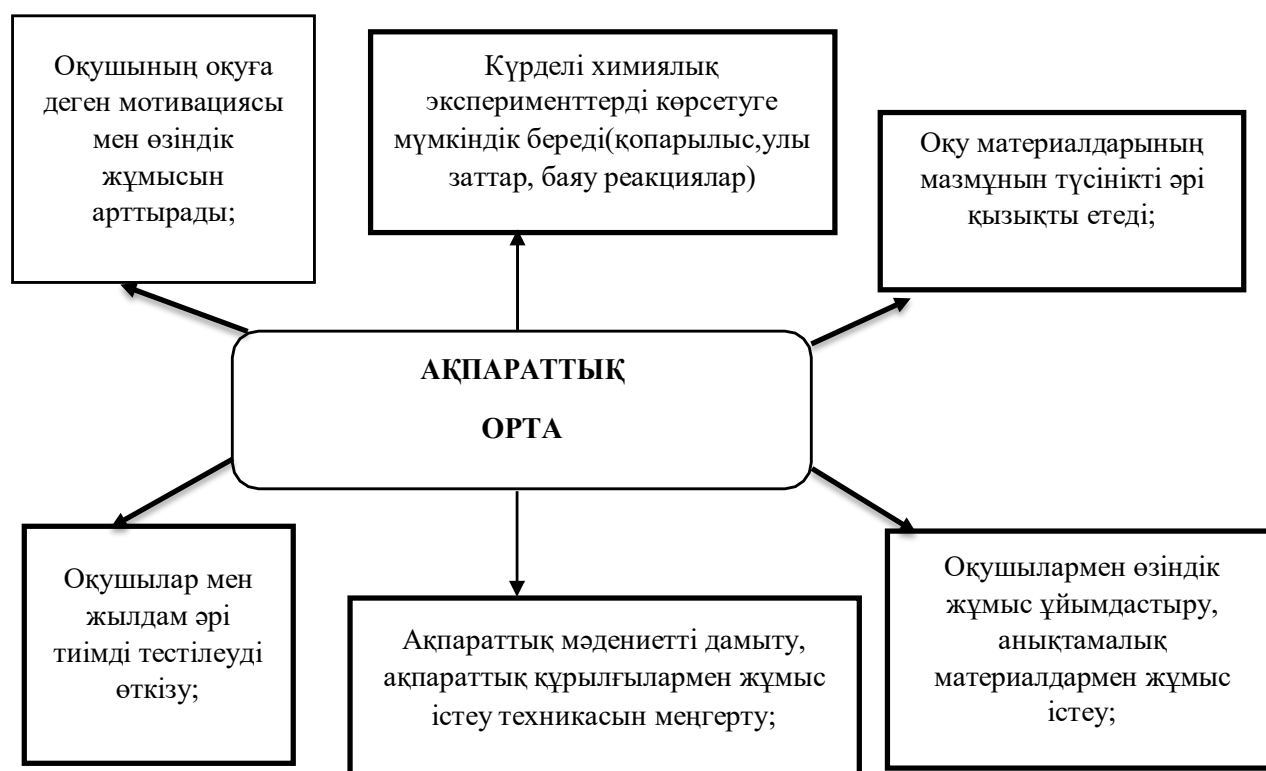 Оқушының оқуға
деген мотивациясы
мен өзіндік
жұмысын
арттырады;
Күрделі химиялық
эксперименттерді көрсетуге
мүмкіндік береді(қопарылыс,улы
заттар, баяу реакциялар)
Оқу материалдарының
мазмұнын түсінікті әрі
қызықты етеді;
АҚПАРАТТЫҚ
ОРТА
Оқушылар мен
жылдам әрі
тиімді тестілеуді
өткізу;
Ақпараттық мәдениетті дамыту,
ақпараттық құрылғылармен жұмыс
істеу техникасын меңгерту;
Оқушылармен өзіндік
жұмыс ұйымдастыру,
анықтамалық
материалдармен жұмыс
істеу;